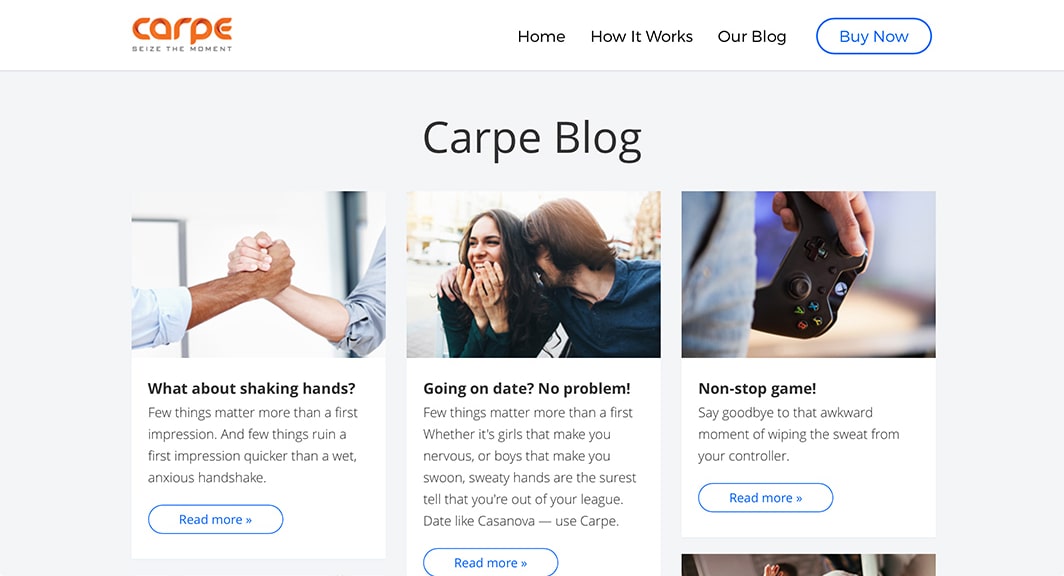 carpe
SEIZE THE MOMENT
Home
How It Works
Our Blog
Buy Now
Carpe Blog
What about shaking hands?
Few things matter more than a first
impression. And few things ruin a
first impression quicker than a wet,
anxious handshake.
Read more »
Going on date? No problem!
Few things matter more than a first
Whether it's girls that make you
nervous, or boys that make you
swoon, sweaty hands are the surest
tell that you're out of your league.
Date like Casanova — use Carpe.
Read more »
Non-stop game!
Say goodbye to that awkward
moment of wiping the sweat from
your controller.
Read more »